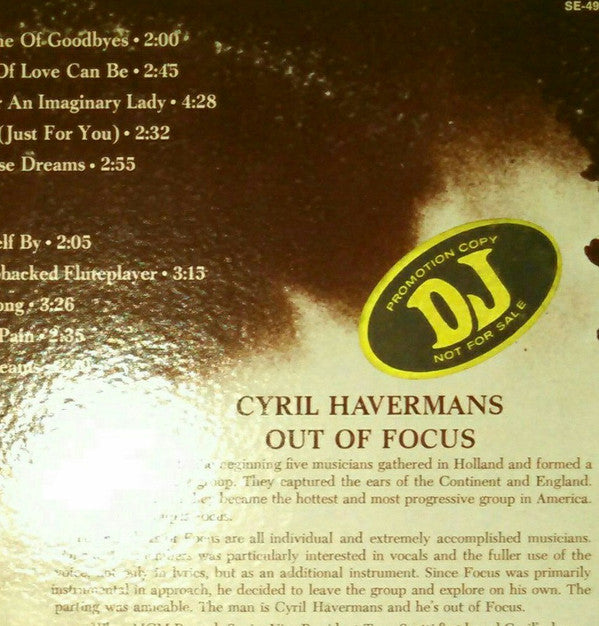 SE-49
ne Of Goodbyes • 2:00
Of Love Can Be • 2:45
r An Imaginary Lady • 4:28
(Just For You) • 2:32
se Dreams • 2:55
elf By • 2:05
phacked Fluteplayer • 3:15
ong • 3:26
Pain • 2:35
PROMOTION COPY
DJ
NOT FOR SALE
CYRIL HAVERMANS
OUT OF FOCUS
beginning five musicians gathered in Holland and formed a
group. They captured the ears of the Continent and England.
became the hottest and most progressive group in America.
Focus.
of Focus are all individual and extremely accomplished musicians.
was particularly interested in vocals and the fuller use of the
voice, not only in lyrics, but as an additional instrument. Since Focus was primarily
instrumental in approach, he decided to leave the group and explore on his own. The
parting was amicable. The man is Cyril Havermans and he's out of Focus.